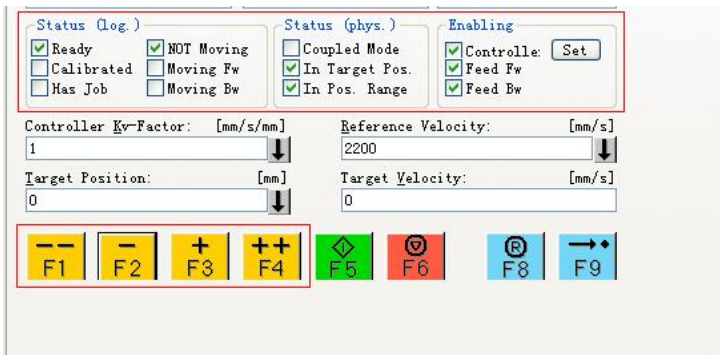 Status (log.) Status (phys.) Enabling
Ready NOT Moving Coupled Mode Controlle: Set
Calibrated Moving Fw In Target Pos. Feed Fw
Has Job Moving Bw In Pos. Range Feed Bw
Controller Kv-Factor: [mm/s/mm] Reference Velocity: [mm/s]
1 2200
Target Position: [mm] Target Velocity: [mm/s]
0 0
-- - + ++ R
F1 F2 F3 F4 F5 F6 F8 F9